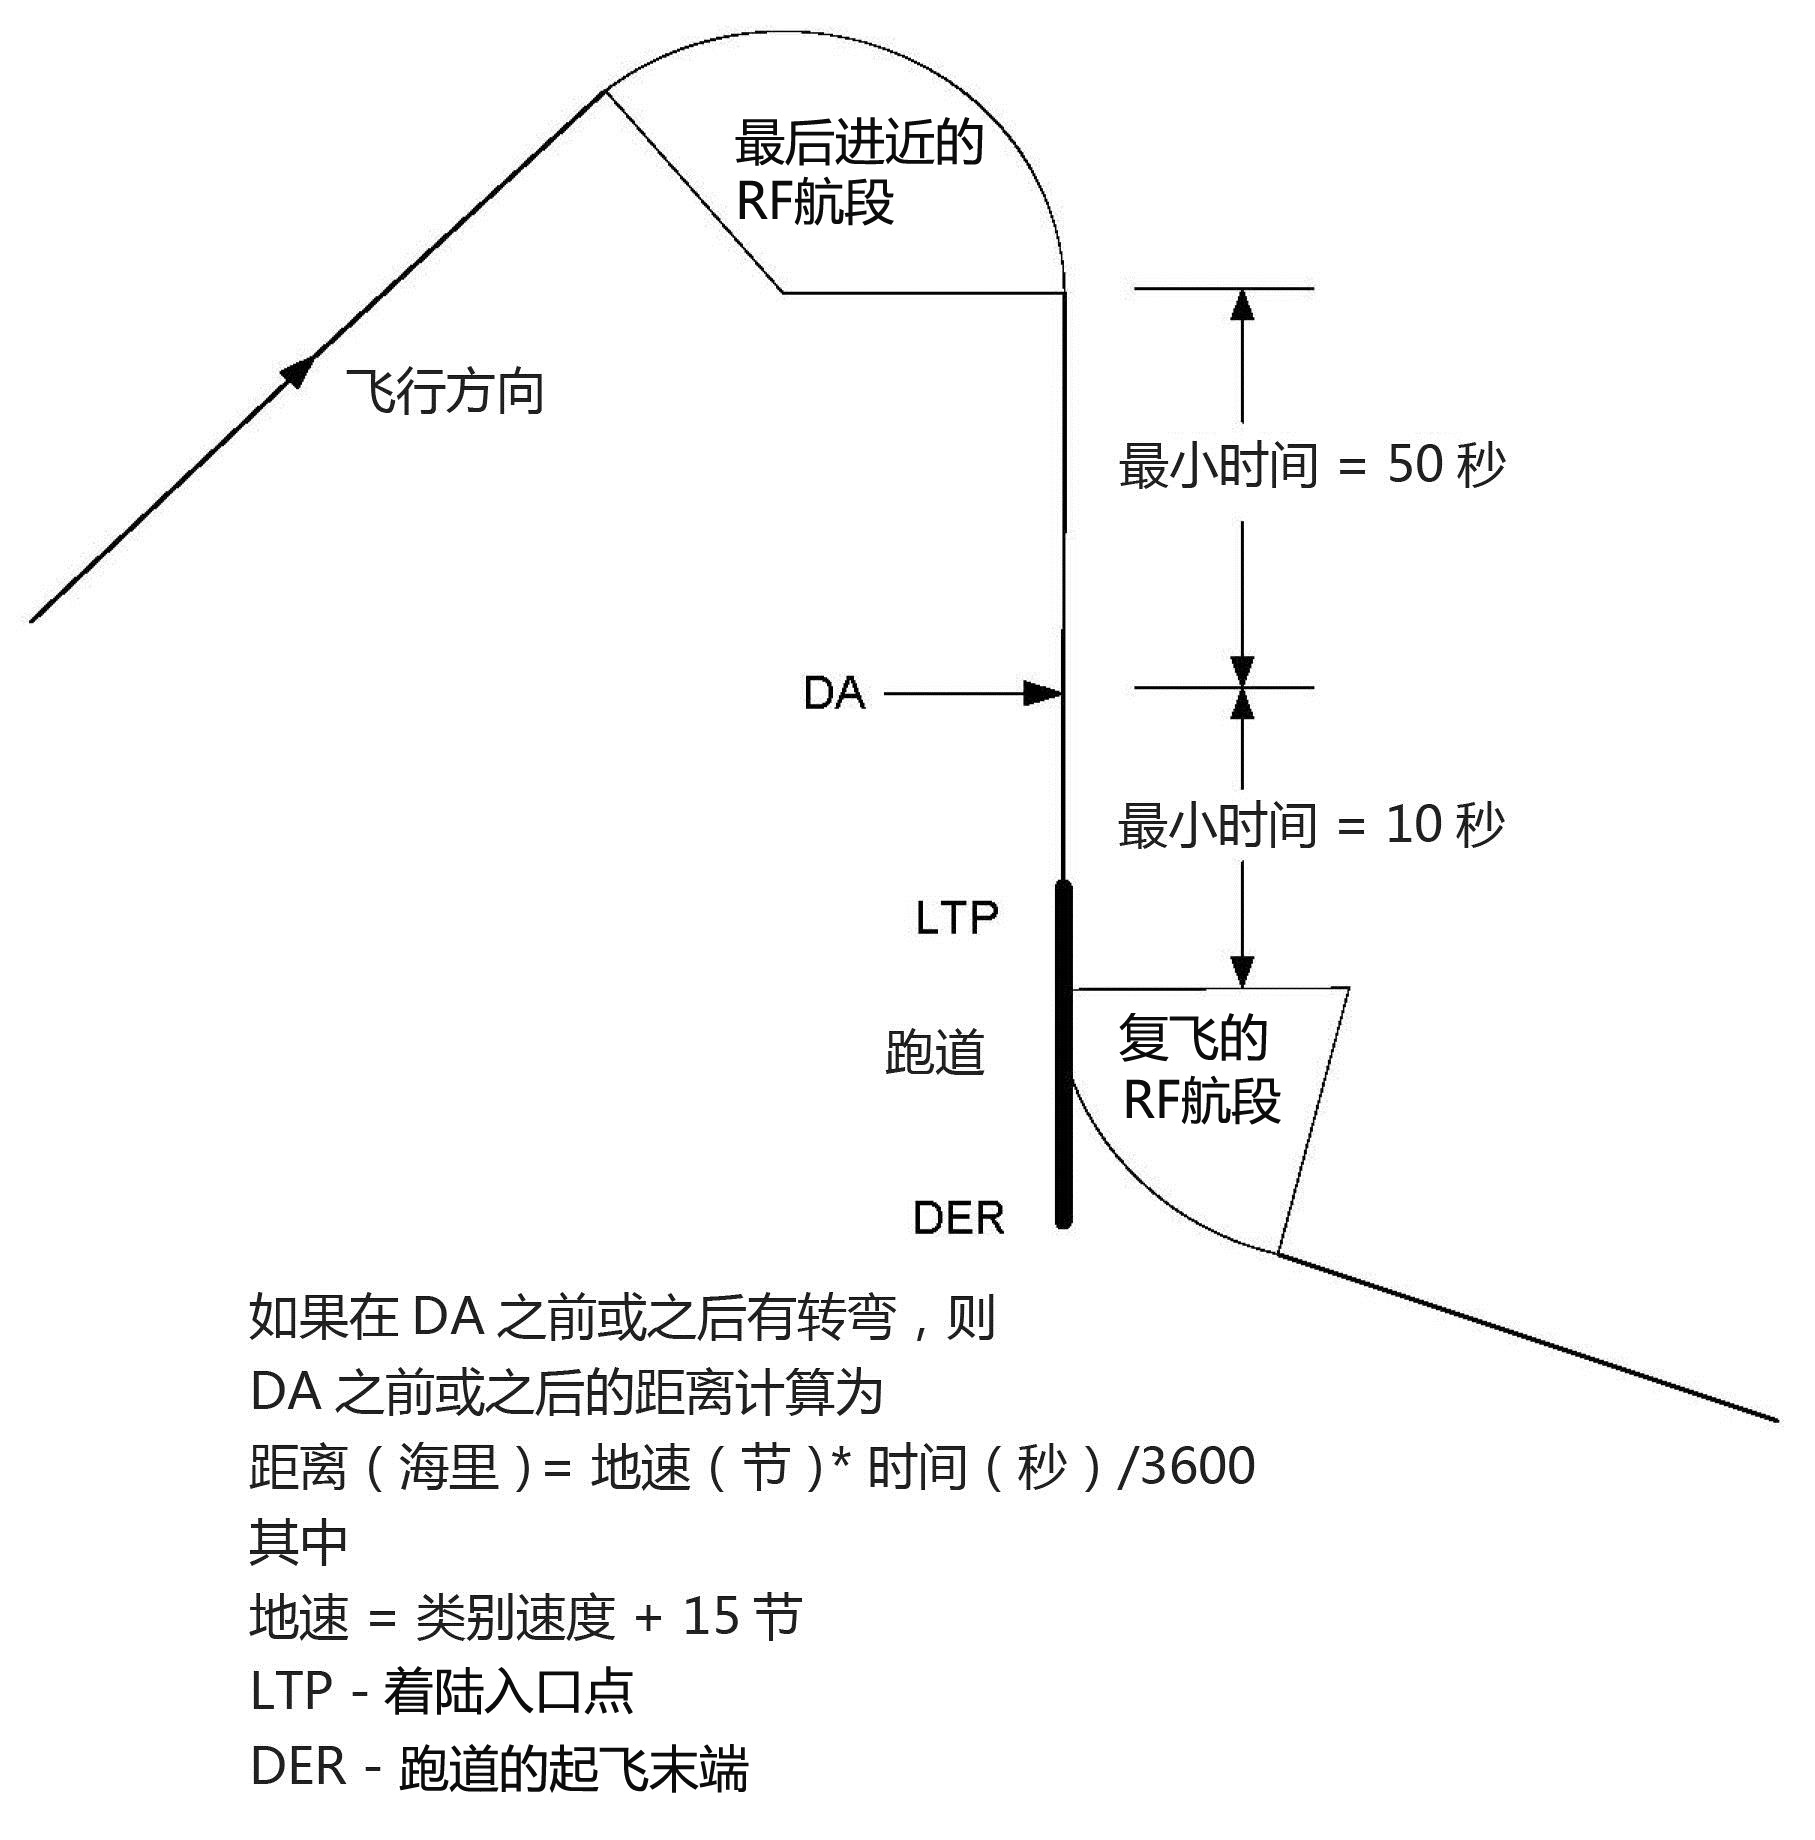 最后进近的
RF航段
飞行方向
最小时间 = 50 秒
DA
最小时间 = 10 秒
LTP
跑道
复飞的
RF航段
DER
如果在 DA 之前或之后有转弯，则
DA 之前或之后的距离计算为
距离（海里）= 地速（节）* 时间（秒）/3600
其中
地速 = 类别速度 + 15 节
LTP - 着陆入口点
DER - 跑道的起飞末端